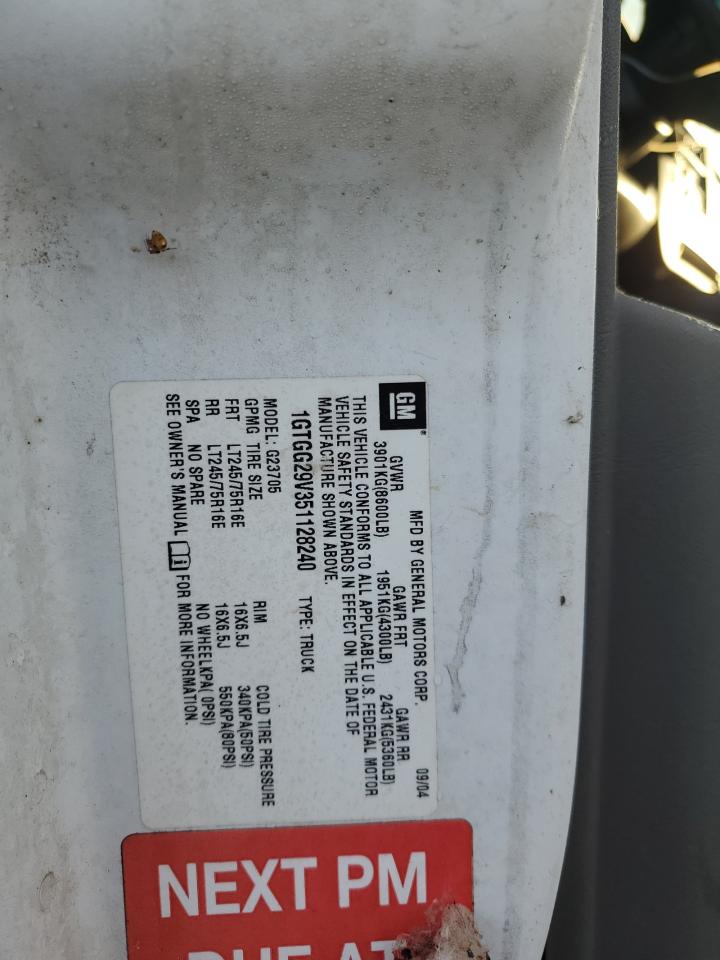 GM®
MFD BY GENERAL MOTORS CORP. 09/04
GVWR GAWR FRT GAWR RR
3901KG(8600LB) 1951KG(4300LB) 2431KG(5360LB)
THIS VEHICLE CONFORMS TO ALL APPLICABLE U.S. FEDERAL MOTOR
VEHICLE SAFETY STANDARDS IN EFFECT ON THE DATE OF
MANUFACTURE SHOWN ABOVE.
1GTGG29V351128240 TYPE: TRUCK
MODEL: G23705
GPMG TIRE SIZE RIM COLD TIRE PRESSURE
FRT LT245/75R16E 16X6.5J 340KPA(50PSI)
RR LT245/75R16E 16X6.5J 550KPA(80PSI)
SPA NO SPARE NO WHEELKPA( 0PSI)
SEE OWNER'S MANUAL FOR MORE INFORMATION.
NEXT PM
DUE AT